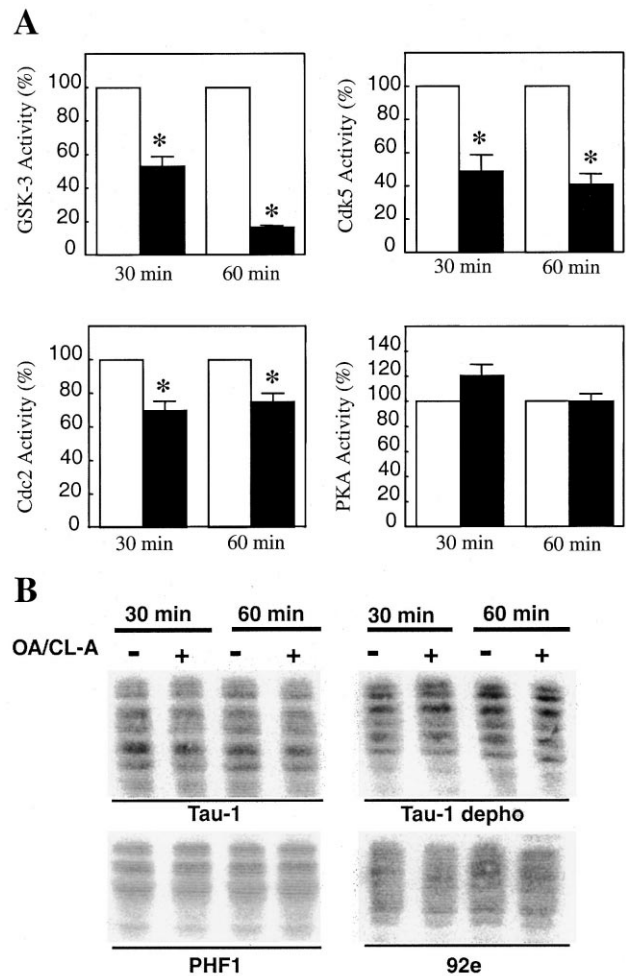 A
GSK-3 Activity (%)
100
80
60
40
20
0
*
*
30 min
60 min
Cdk5 Activity (%)
100
80
60
40
20
0
*
*
30 min
60 min
Cdc2 Activity (%)
100
80
60
40
20
0
*
*
30 min
60 min
PKA Activity (%)
140
120
100
80
60
40
20
0
30 min
60 min
B
30 min 60 min 30 min 60 min
OA/CL-A - + - + - + - +
Tau-1 Tau-1 depho
PHF1 92e